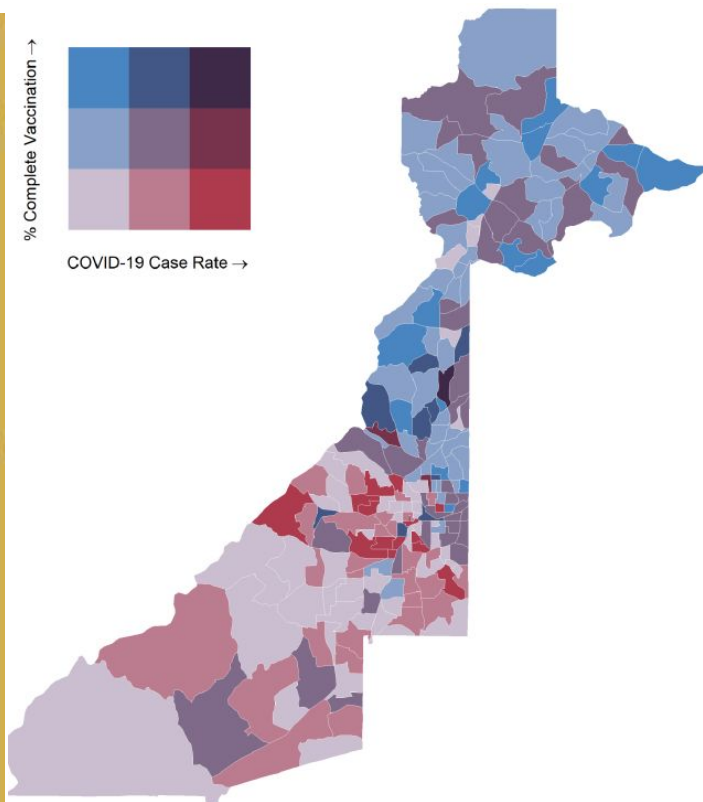 % Complete Vaccination →
COVID-19 Case Rate →